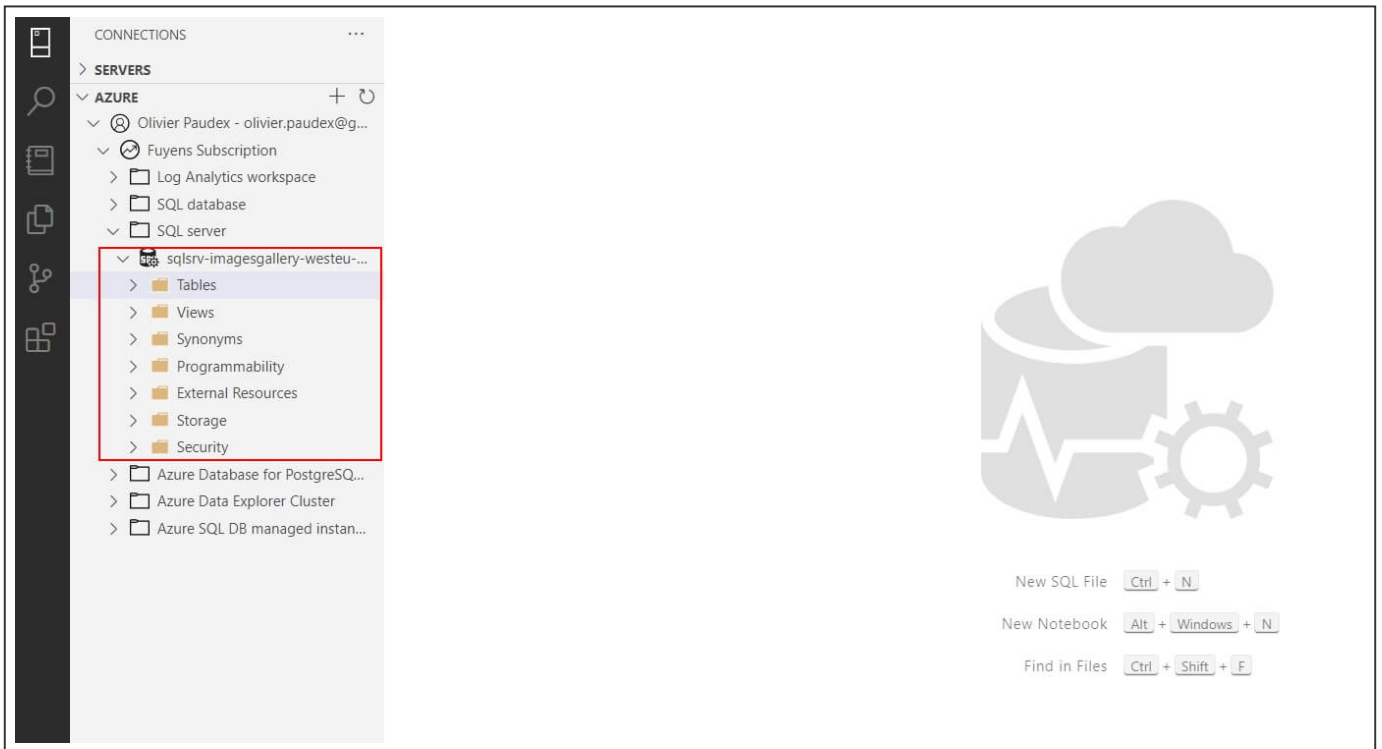 CONNECTIONS ...
SERVERS
AZURE
Olivier Paudex - olivier.paudex@g...
Fuyens Subscription
Log Analytics workspace
SQL database
SQL server
sqlsrv-imagesgallery-westeu-...
Tables
Views
Synonyms
Programmability
External Resources
Storage
Security
Azure Database for PostgreSQ...
Azure Data Explorer Cluster
Azure SQL DB managed instan...
New SQL File Ctrl + N
New Notebook Alt + Windows + N
Find in Files Ctrl + Shift + F